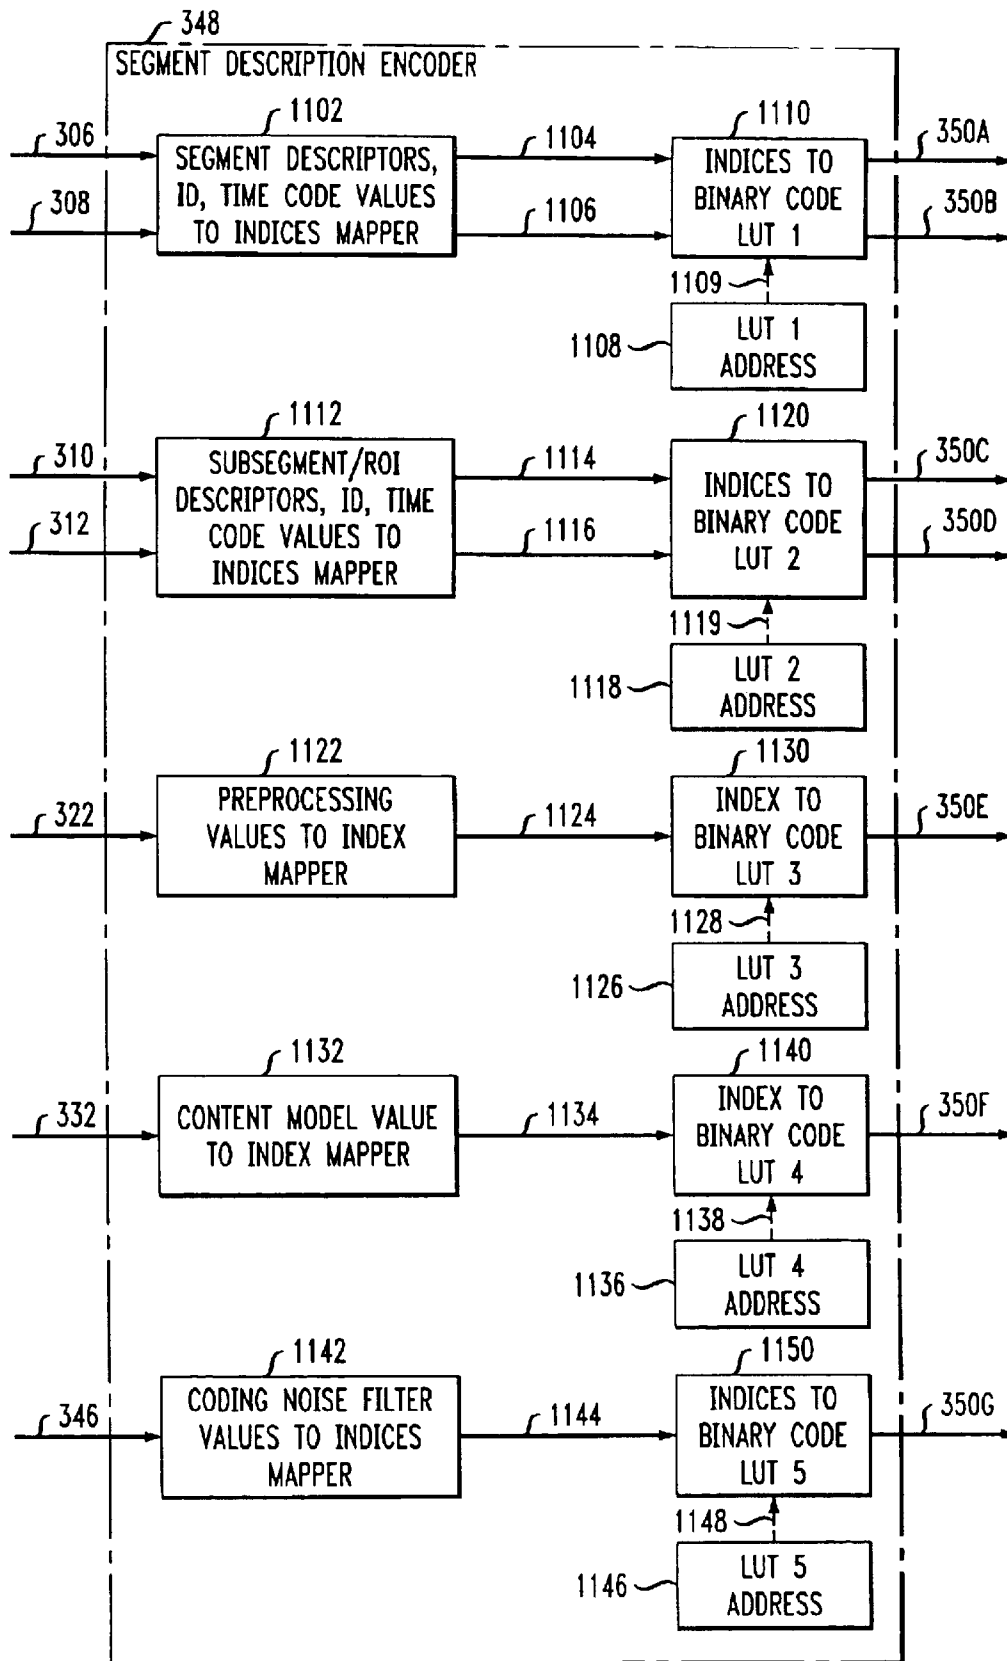 348
SEGMENT DESCRIPTION ENCODER
306
308
1102
SEGMENT DESCRIPTORS,
ID, TIME CODE VALUES
TO INDICES MAPPER
1104
1106
1110
INDICES TO
BINARY CODE
LUT 1
350A
350B
1109
1108
LUT 1
ADDRESS
310
312
1112
SUBSEGMENT/ROI
DESCRIPTORS, ID, TIME
CODE VALUES TO
INDICES MAPPER
1114
1116
1120
INDICES TO
BINARY CODE
LUT 2
350C
350D
1119
1118
LUT 2
ADDRESS
322
1122
PREPROCESSING
VALUES TO INDEX
MAPPER
1124
1130
INDEX TO
BINARY CODE
LUT 3
350E
1128
1126
LUT 3
ADDRESS
332
1132
CONTENT MODEL VALUE
TO INDEX MAPPER
1134
1140
INDEX TO
BINARY CODE
LUT 4
350F
1138
1136
LUT 4
ADDRESS
346
1142
CODING NOISE FILTER
VALUES TO INDICES
MAPPER
1144
1150
INDICES TO
BINARY CODE
LUT 5
350G
1148
1146
LUT 5
ADDRESS